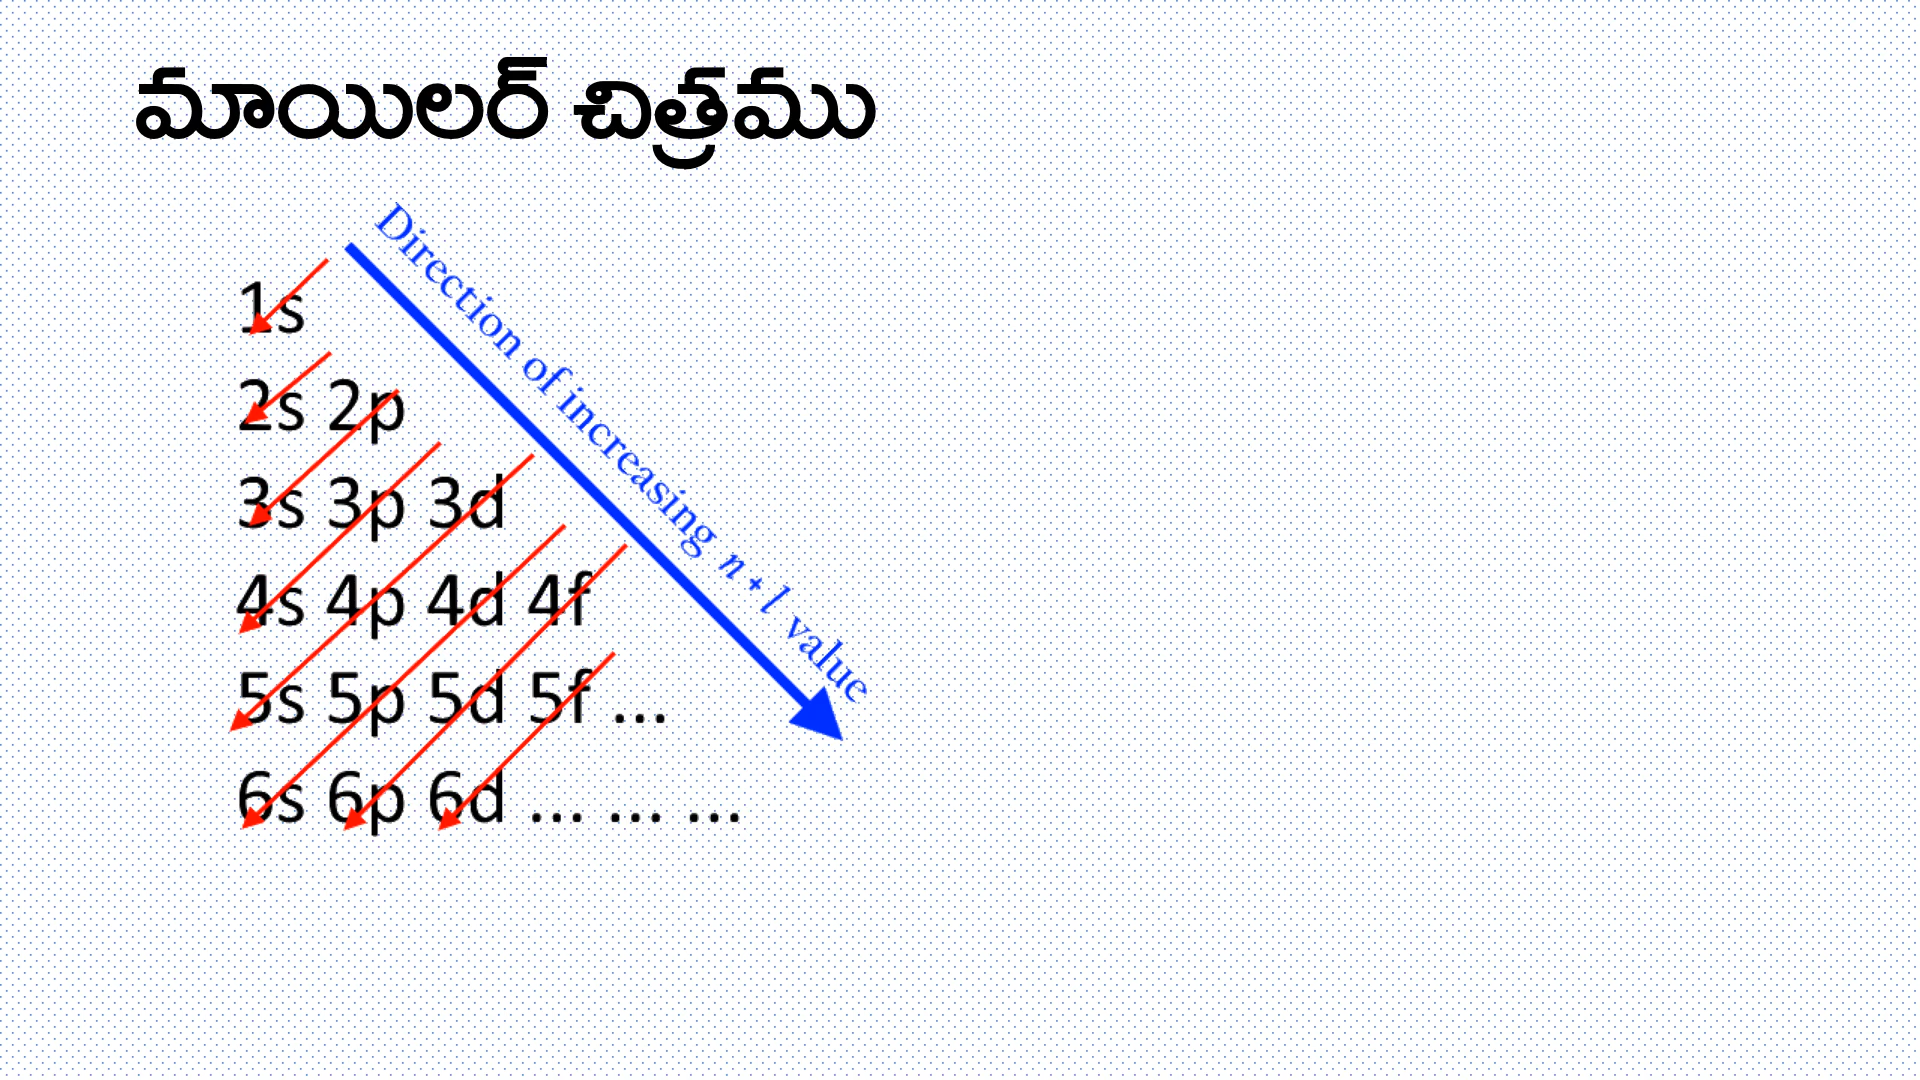 మాయిలర్ చిత్రము
Direction of increasing n + l value
1s
2s 2p
3s 3p 3d
4s 4p 4d 4f
5s 5p 5d 5f ...
6s 6p 6d ... ... ...